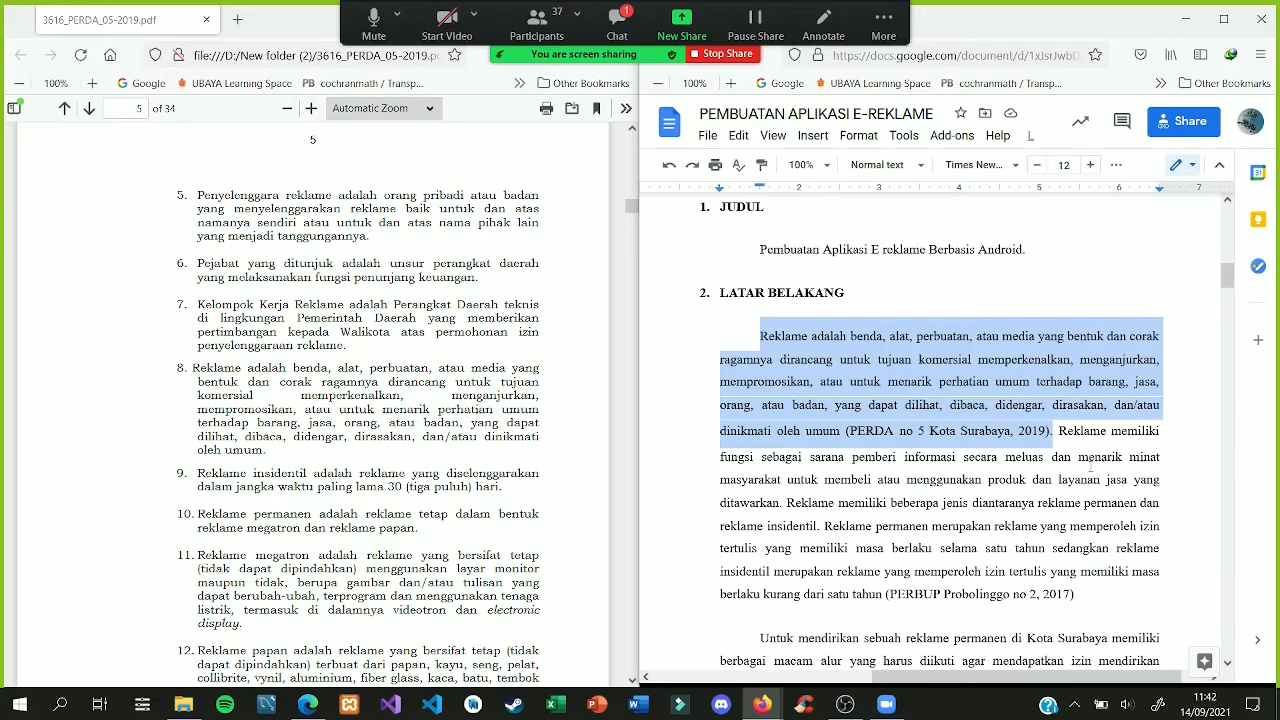 3616_PERDA_05-2019.pdf
Mute
Start Video
37
Participants
1
Chat
New Share
Pause Share
Annotate
More
You are screen sharing
Stop Share
file:///D:/New folder (2)/3616_PERDA_05-2019.pd
https://docs.google.com/document/d/1xJsrJwbD
100%
Google
UBAYA Learning Space
PB cochranmath / Transp...
Other Bookmarks
100%
Google
UBAYA Learning Space
PB cochranmath / Transp...
Other Bookmarks
5 of 34
Automatic Zoom
5
5. Penyelenggara reklame adalah orang pribadi atau badan
yang menyelenggarakan reklame baik untuk dan atas
namanya sendiri atau untuk dan atas nama pihak lain
yang menjadi tanggungannya.
6. Pejabat yang ditunjuk adalah unsur perangkat daerah
yang melaksanakan fungsi penunjang keuangan.
7. Kelompok Kerja Reklame adalah Perangkat Daerah teknis
di lingkungan Pemerintah Daerah yang memberikan
pertimbangan kepada Walikota atas permohonan izin
penyelenggaraan reklame.
8. Reklame adalah benda, alat, perbuatan, atau media yang
bentuk dan corak ragamnya dirancang untuk tujuan
komersial memperkenalkan, menganjurkan,
mempromosikan, atau untuk menarik perhatian umum
terhadap barang, jasa, orang, atau badan, yang dapat
dilihat, dibaca, didengar, dirasakan, dan/atau dinikmati
oleh umum.
9. Reklame insidentil adalah reklame yang diselenggarakan
dalam jangka waktu paling lama 30 (tiga puluh) hari.
10. Reklame permanen adalah reklame tetap dalam bentuk
reklame megatron dan reklame papan.
11. Reklame megatron adalah reklame yang bersifat tetap
(tidak dapat dipindahkan) menggunakan layar monitor
maupun tidak, berupa gambar dan/atau tulisan yang
dapat berubah-ubah, terprogram dan menggunakan tenaga
listrik, termasuk di dalamnya videotron dan electronic
display.
12. Reklame papan adalah reklame yang bersifat tetap (tidak
dapat dipindahkan) terbuat dari papan, kayu, seng, pelat,
collibrite, vynil, aluminium, fiber glass, kaca, batu, tembok
PEMBUATAN APLIKASI E-REKLAME
File Edit View Insert Format Tools Add-ons Help L
Share
100% Normal text Times New... 12
2 3 4 5 6 7
1. JUDUL
Pembuatan Aplikasi E reklame Berbasis Android.
2. LATAR BELAKANG
Reklame adalah benda, alat, perbuatan, atau media yang bentuk dan corak
ragamnya dirancang untuk tujuan komersial memperkenalkan, menganjurkan,
mempromosikan, atau untuk menarik perhatian umum terhadap barang, jasa,
orang, atau badan, yang dapat dilihat, dibaca, didengar, dirasakan, dan/atau
dinikmati oleh umum (PERDA no 5 Kota Surabaya, 2019). Reklame memiliki
fungsi sebagai sarana pemberi informasi secara meluas dan menarik minat
masyarakat untuk membeli atau menggunakan produk dan layanan jasa yang
ditawarkan. Reklame memiliki beberapa jenis diantaranya reklame permanen dan
reklame insidentil. Reklame permanen merupakan reklame yang memperoleh izin
tertulis yang memiliki masa berlaku selama satu tahun sedangkan reklame
insidentil merupakan reklame yang memperoleh izin tertulis yang memiliki masa
berlaku kurang dari satu tahun (PERBUP Probolinggo no 2, 2017)
Untuk mendirikan sebuah reklame permanen di Kota Surabaya memiliki
berbagai macam alur yang harus diikuti agar mendapatkan izin mendirikan
11:42
14/09/2021